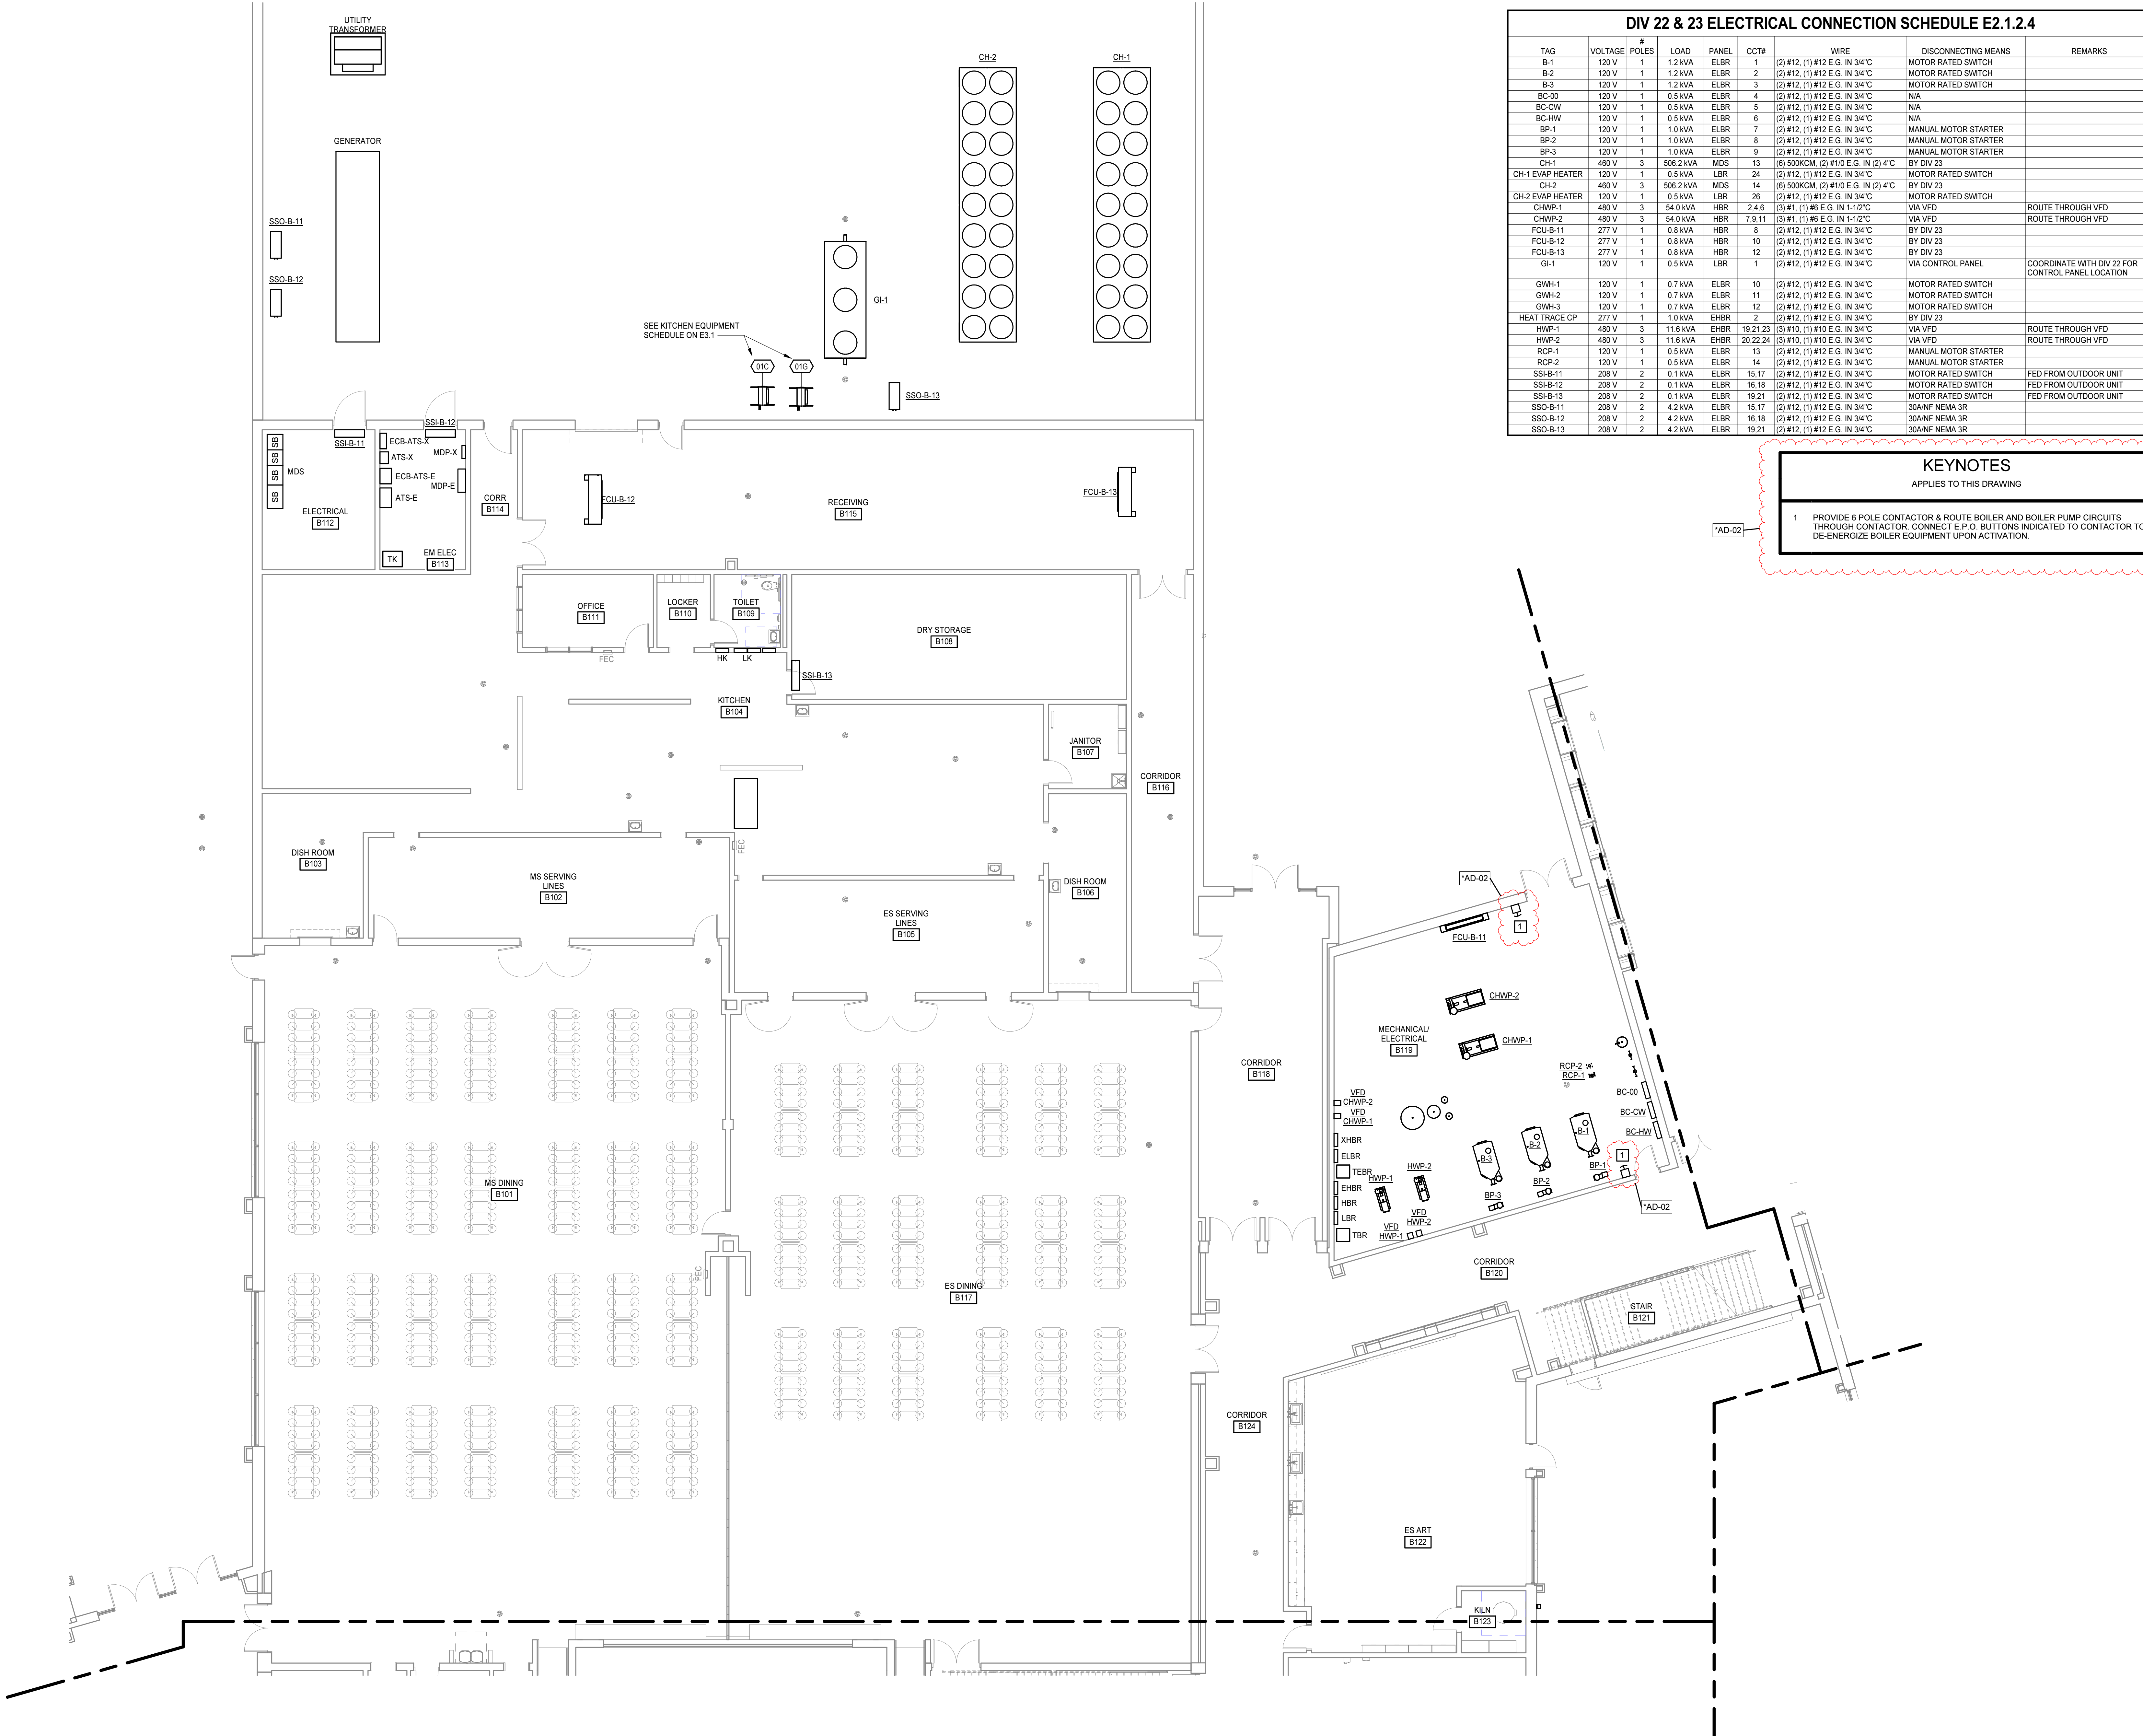 DIV 22 & 23 ELECTRICAL CONNECTION SCHEDULE E2.1.2.4
TAG VOLTAGE # POLES LOAD PANEL CCT# WIRE DISCONNECTING MEANS REMARKS
B-1 120 V 1 1.2 kVA ELBR 1 (2) #12, (1) #12 E.G. IN 3/4"C MOTOR RATED SWITCH
B-2 120 V 1 1.2 kVA ELBR 2 (2) #12, (1) #12 E.G. IN 3/4"C MOTOR RATED SWITCH
B-3 120 V 1 1.2 kVA ELBR 3 (2) #12, (1) #12 E.G. IN 3/4"C MOTOR RATED SWITCH
BC-00 120 V 1 0.5 kVA ELBR 4 (2) #12, (1) #12 E.G. IN 3/4"C N/A
BC-CW 120 V 1 0.5 kVA ELBR 5 (2) #12, (1) #12 E.G. IN 3/4"C N/A
BC-HW 120 V 1 0.5 kVA ELBR 6 (2) #12, (1) #12 E.G. IN 3/4"C N/A
BP-1 120 V 1 1.0 kVA ELBR 7 (2) #12, (1) #12 E.G. IN 3/4"C MANUAL MOTOR STARTER
BP-2 120 V 1 1.0 kVA ELBR 8 (2) #12, (1) #12 E.G. IN 3/4"C MANUAL MOTOR STARTER
BP-3 120 V 1 1.0 kVA ELBR 9 (2) #12, (1) #12 E.G. IN 3/4"C MANUAL MOTOR STARTER
CH-1 460 V 3 506.2 kVA MDS 13 (6) 500KCM, (2) #1/0 E.G. IN (2) 4"C BY DIV 23
CH-1 EVAP HEATER 120 V 1 0.5 kVA LBR 24 (2) #12, (1) #12 E.G. IN 3/4"C MOTOR RATED SWITCH
CH-2 460 V 3 506.2 kVA MDS 14 (6) 500KCM, (2) #1/0 E.G. IN (2) 4"C BY DIV 23
CH-2 EVAP HEATER 120 V 1 0.5 kVA LBR 26 (2) #12, (1) #12 E.G. IN 3/4"C MOTOR RATED SWITCH
CHWP-1 480 V 3 54.0 kVA HBR 2,4,6 (3) #1, (1) #6 E.G. IN 1-1/2"C VIA VFD ROUTE THROUGH VFD
CHWP-2 480 V 3 54.0 kVA HBR 7,9,11 (3) #1, (1) #6 E.G. IN 1-1/2"C VIA VFD ROUTE THROUGH VFD
FCU-B-11 277 V 1 0.8 kVA HBR 8 (2) #12, (1) #12 E.G. IN 3/4"C BY DIV 23
FCU-B-12 277 V 1 0.8 kVA HBR 10 (2) #12, (1) #12 E.G. IN 3/4"C BY DIV 23
FCU-B-13 277 V 1 0.8 kVA HBR 12 (2) #12, (1) #12 E.G. IN 3/4"C BY DIV 23
GI-1 120 V 1 0.5 kVA LBR 1 (2) #12, (1) #12 E.G. IN 3/4"C VIA CONTROL PANEL COORDINATE WITH DIV 22 FOR
CONTROL PANEL LOCATION
GWH-1 120 V 1 0.7 kVA ELBR 10 (2) #12, (1) #12 E.G. IN 3/4"C MOTOR RATED SWITCH
GWH-2 120 V 1 0.7 kVA ELBR 11 (2) #12, (1) #12 E.G. IN 3/4"C MOTOR RATED SWITCH
GWH-3 120 V 1 0.7 kVA ELBR 12 (2) #12, (1) #12 E.G. IN 3/4"C MOTOR RATED SWITCH
HEAT TRACE CP 277 V 1 1.0 kVA EHBR 2 (2) #12, (1) #12 E.G. IN 3/4"C BY DIV 23
HWP-1 480 V 3 11.6 kVA EHBR 19,21,23 (3) #10, (1) #10 E.G. IN 3/4"C VIA VFD ROUTE THROUGH VFD
HWP-2 480 V 3 11.6 kVA EHBR 20,22,24 (3) #10, (1) #10 E.G. IN 3/4"C VIA VFD ROUTE THROUGH VFD
RCP-1 120 V 1 0.5 kVA ELBR 13 (2) #12, (1) #12 E.G. IN 3/4"C MANUAL MOTOR STARTER
RCP-2 120 V 1 0.5 kVA ELBR 14 (2) #12, (1) #12 E.G. IN 3/4"C MANUAL MOTOR STARTER
SSI-B-11 208 V 2 0.1 kVA ELBR 15,17 (2) #12, (1) #12 E.G. IN 3/4"C MOTOR RATED SWITCH FED FROM OUTDOOR UNIT
SSI-B-12 208 V 2 0.1 kVA ELBR 16,18 (2) #12, (1) #12 E.G. IN 3/4"C MOTOR RATED SWITCH FED FROM OUTDOOR UNIT
SSI-B-13 208 V 2 0.1 kVA ELBR 19,21 (2) #12, (1) #12 E.G. IN 3/4"C MOTOR RATED SWITCH FED FROM OUTDOOR UNIT
SSO-B-11 208 V 2 4.2 kVA ELBR 15,17 (2) #12, (1) #12 E.G. IN 3/4"C 30A/NF NEMA 3R
SSO-B-12 208 V 2 4.2 kVA ELBR 16,18 (2) #12, (1) #12 E.G. IN 3/4"C 30A/NF NEMA 3R
SSO-B-13 208 V 2 4.2 kVA ELBR 19,21 (2) #12, (1) #12 E.G. IN 3/4"C 30A/NF NEMA 3R
KEYNOTES
APPLIES TO THIS DRAWING
1 PROVIDE 6 POLE CONTACTOR & ROUTE BOILER AND BOILER PUMP CIRCUITS
THROUGH CONTACTOR. CONNECT E.P.O. BUTTONS INDICATED TO CONTACTOR TO
DE-ENERGIZE BOILER EQUIPMENT UPON ACTIVATION.
*AD-02
UTILITY
TRANSFORMER
GENERATOR
CH-2
CH-1
SSO-B-11
SSO-B-12
GI-1
SEE KITCHEN EQUIPMENT
SCHEDULE ON E3.1
01C
01G
SSO-B-13
SB
SB
SB
SB
MDS
SSI-B-11
ELECTRICAL
B112
SSI-B-12
ECB-ATS-X
ATS-X
MDP-X
ECB-ATS-E
MDP-E
ATS-E
TK
EM ELEC
B113
CORR
B114
FCU-B-12
RECEIVING
B115
FCU-B-13
OFFICE
B111
LOCKER
B110
TOILET
B109
FEC
HK
LK
SSI-B-13
DRY STORAGE
B108
KITCHEN
B104
JANITOR
B107
CORRIDOR
B116
DISH ROOM
B103
MS SERVING
LINES
B102
FEC
ES SERVING
LINES
B105
DISH ROOM
B106
MS DINING
B101
FEC
ES DINING
B117
CORRIDOR
B118
*AD-02
1
FCU-B-11
CHWP-2
CHWP-1
MECHANICAL/
ELECTRICAL
B119
RCP-2
RCP-1
BC-00
BC-CW
BC-HW
VFD
CHWP-2
VFD
CHWP-1
XHBR
ELBR
TEBR
EHBR
HBR
LBR
TBR
HWP-1
HWP-2
B-3
B-2
B-1
BP-3
BP-2
BP-1
1
*AD-02
VFD
HWP-2
VFD
HWP-1
CORRIDOR
B120
STAIR
B121
CORRIDOR
B124
ES ART
B122
KILN
B123